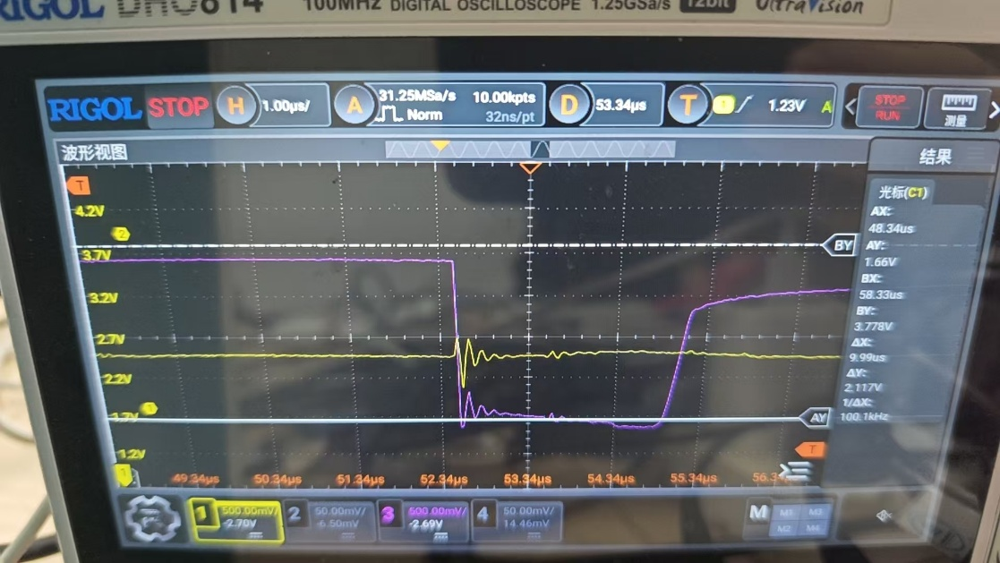 RIGOL DHO814 100MHz DIGITAL OSCILLOSCOPE 1.25GSa/s 12bit UltraVision
RIGOL STOP H 1.00μs/ A 31.25MSa/s 10.00kpts D 53.34μs T 1 1.23V A STOP RUN 测量
Norm 32ns/pt
波形视图
结果
T
4.2V
2
3.7V
3.2V
2.7V
2.2V
1.7V
1
1.2V
BY
AY
T
光标(C1)
AX:
48.34us
AY:
1.66V
BX:
58.33us
BY:
3.778V
ΔX:
9.99us
ΔY:
2.117V
1/ΔX:
100.1kHz
49.34μs 50.34μs 51.34μs 52.34μs 53.34μs 54.34μs 55.34μs 56.3
1 500.00mV/ -2.70V
2 50.00mV/ -6.50mV
3 500.00mV/ -2.69V
4 50.00mV/ 14.46mV
M M1 M3
M2 M4